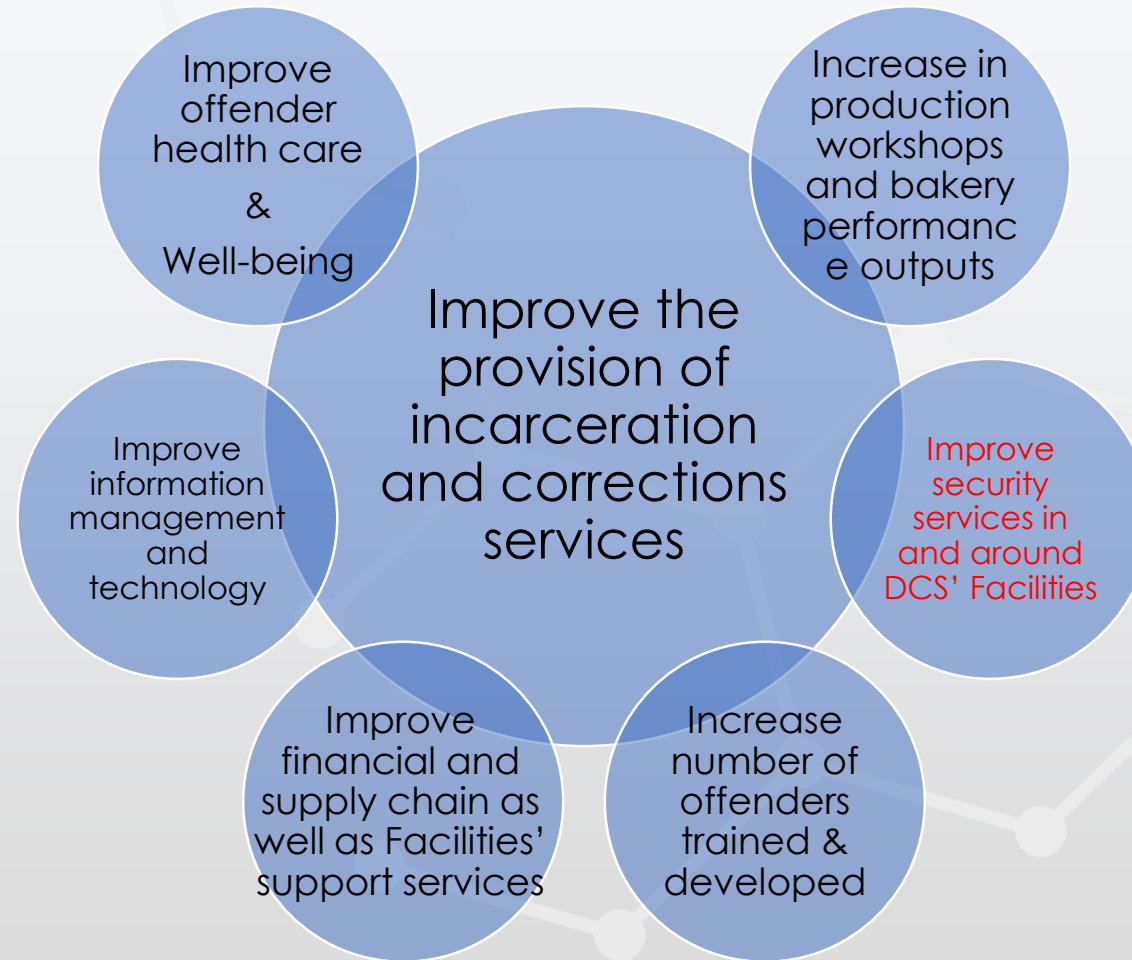 Improve
offender
health care
&
Well-being
Increase in
production
workshops
and bakery
performanc
e outputs
Improve the
provision of
incarceration
and corrections
services
Improve
information
management
and
technology
Improve
security
services in
and around
DCS’ Facilities
Improve
financial and
supply chain as
well as Facilities’
support services
Increase
number of
offenders
trained &
developed